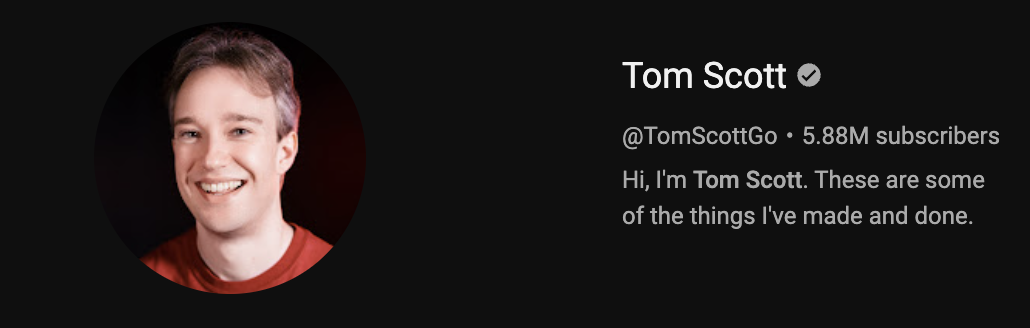 Tom Scott
@TomScottGo • 5.88M subscribers
Hi, I'm Tom Scott. These are some
of the things I've made and done.